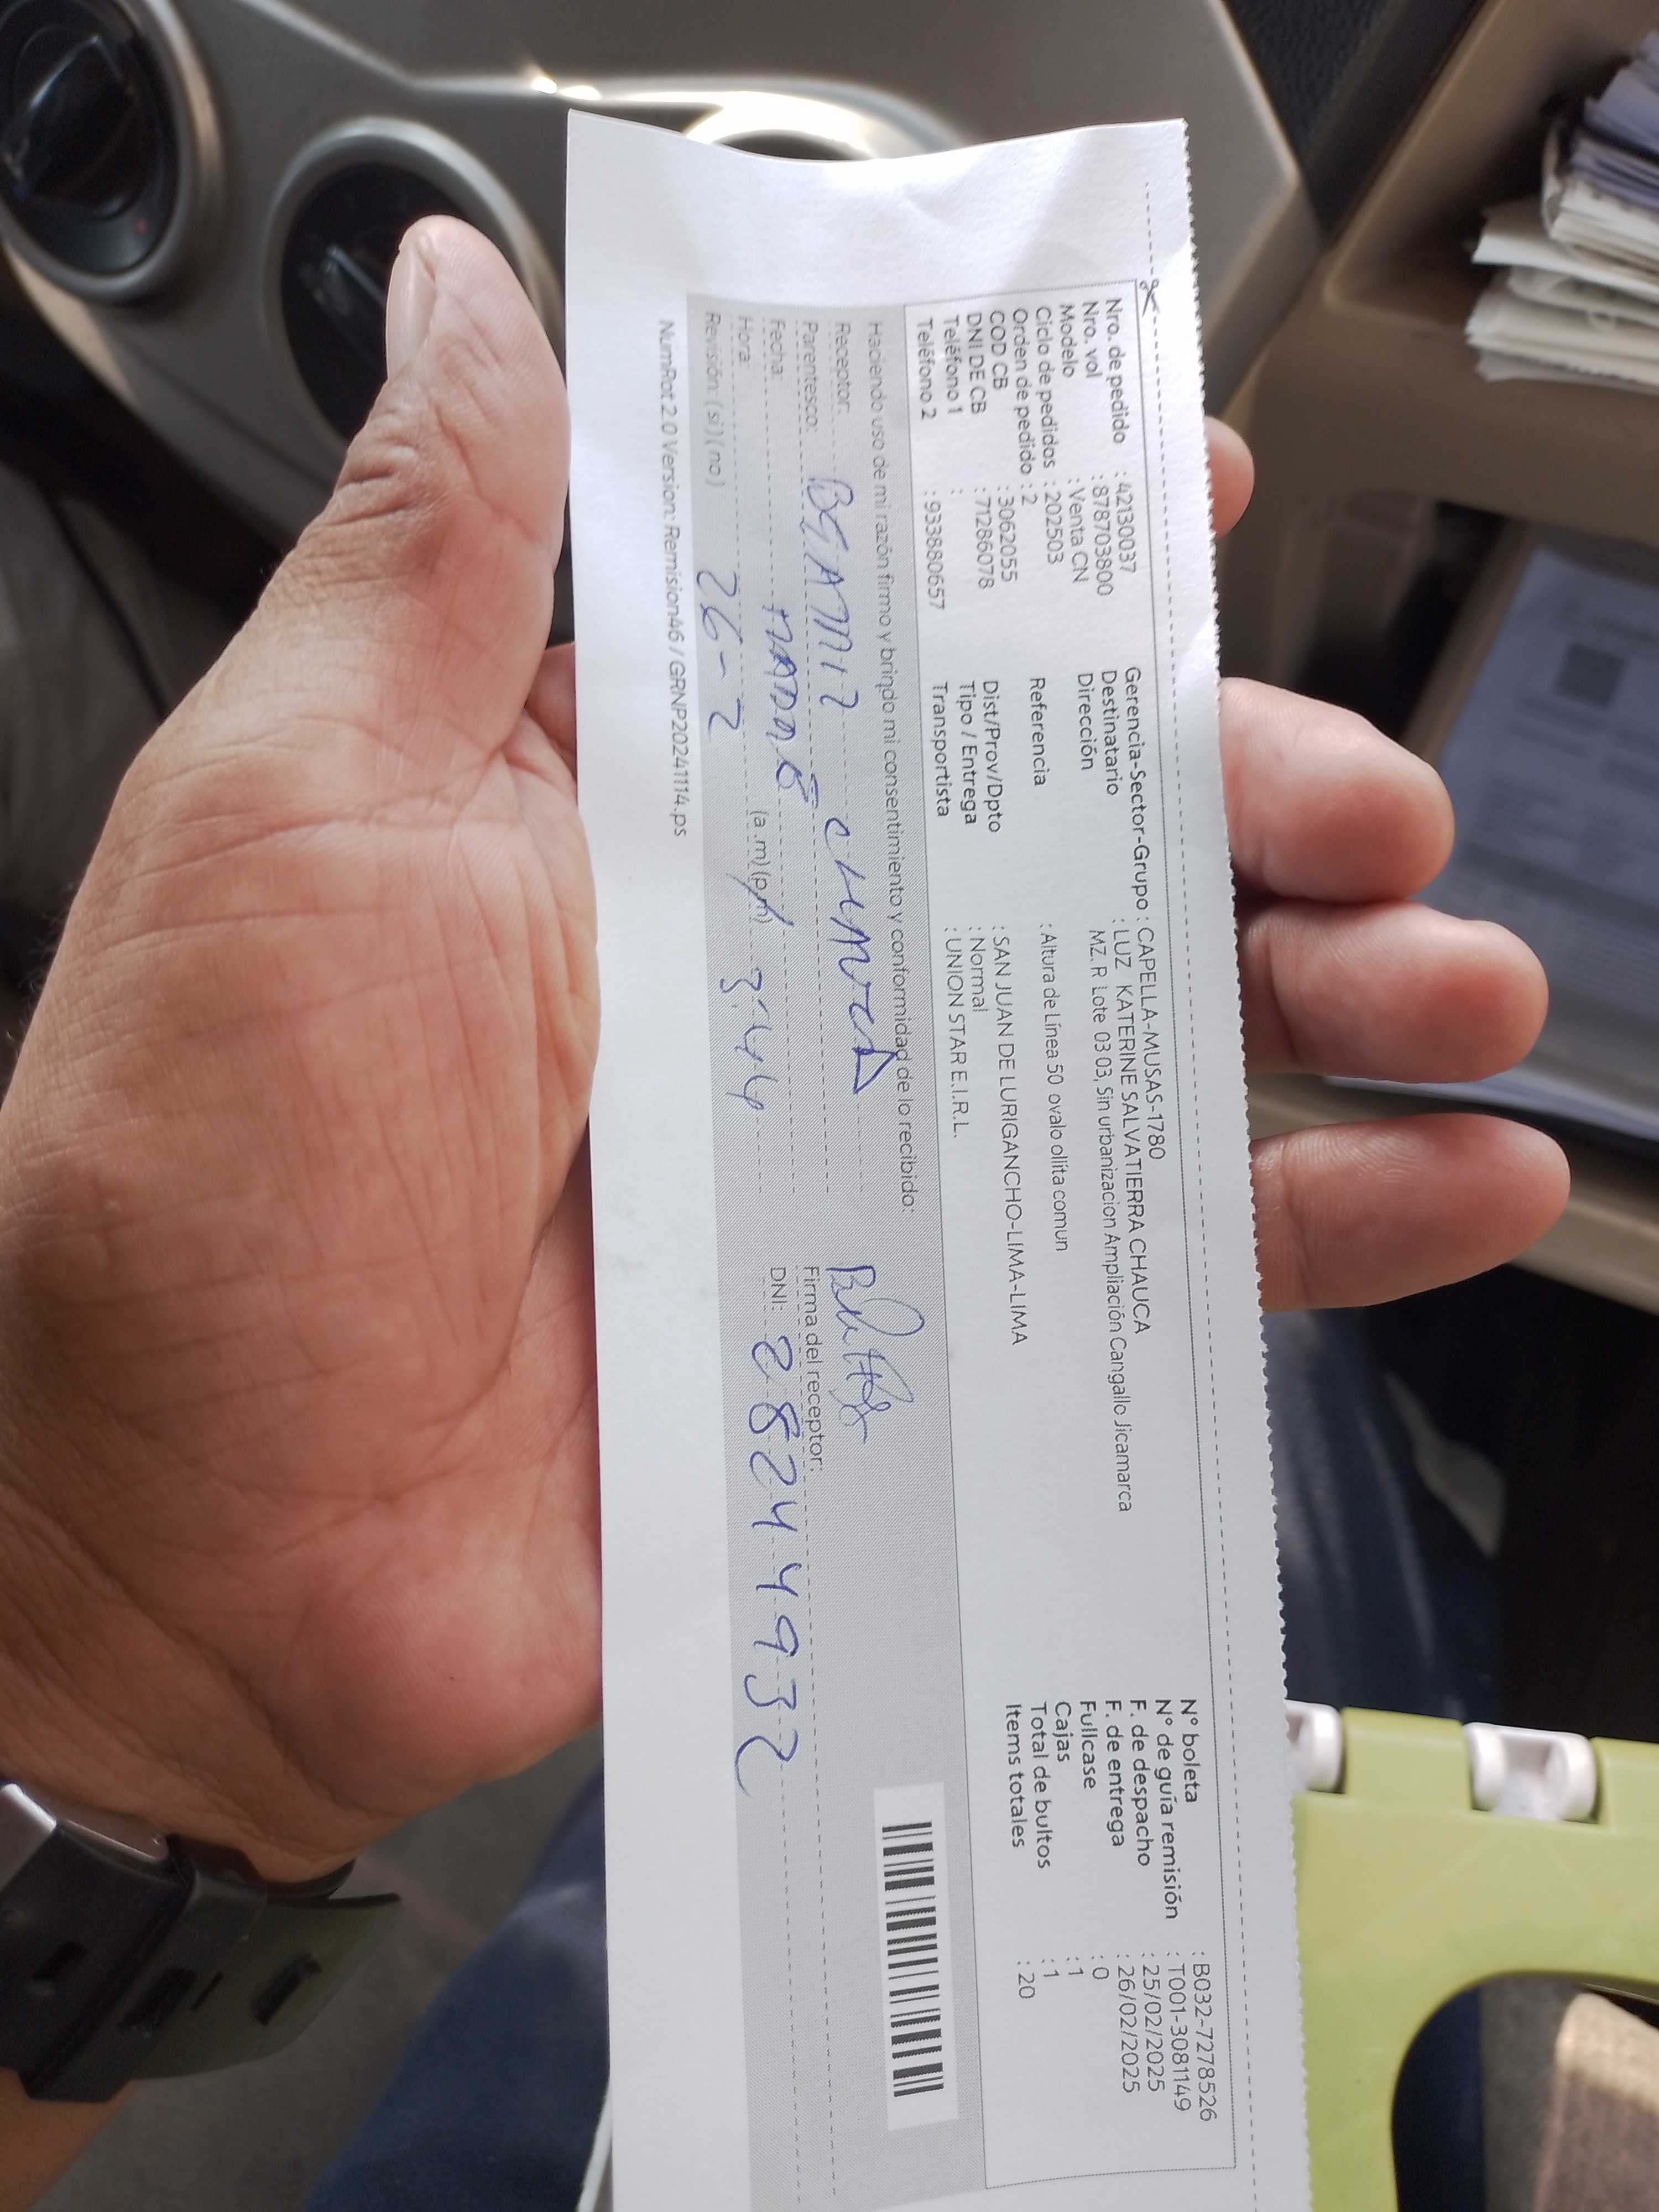 Nro. de pedido : 42130037
Nro. vol : 878703800
Modelo : Venta CN
Ciclo de pedidos : 202503
Orden de pedido : 2
COD CB : 3062055
DNI DE CB : 71286078
Teléfono 1 :
Teléfono 2 : 933880657
Gerencia-Sector-Grupo : CAPELLA-MUSAS-1780
Destinatario : LUZ KATERINE SALVATIERRA CHAUCA
Dirección MZ. R Lote 03 03, Sin urbanizacion Ampliación Cangallo Jicamarca
Referencia : Altura de Línea 50 ovalo ollita comun
Dist/Prov/Dpto : SAN JUAN DE LURIGANCHO-LIMA-LIMA
Tipo / Entrega : Normal
Transportista : UNION STAR E.I.R.L.
N° boleta : B032-7278526
N° de guía remisión : T001-3081149
F. de despacho : 25/02/2025
F. de entrega : 26/02/2025
Fullcase : 0
Cajas : 1
Total de bultos : 1
Items totales : 20
Haciendo uso de mi razón firmo y brindo mi consentimiento y conformidad de lo recibido:
Receptor: CHAUCA
Parentesco:
Fecha:
Hora: (a.m)(p.m) 3:44
Revisión: (si)(no) 26-2
Firma del receptor:
DNI: 28244932
NumRot 2.0 Version: Remision46 / GRNP20241114.ps